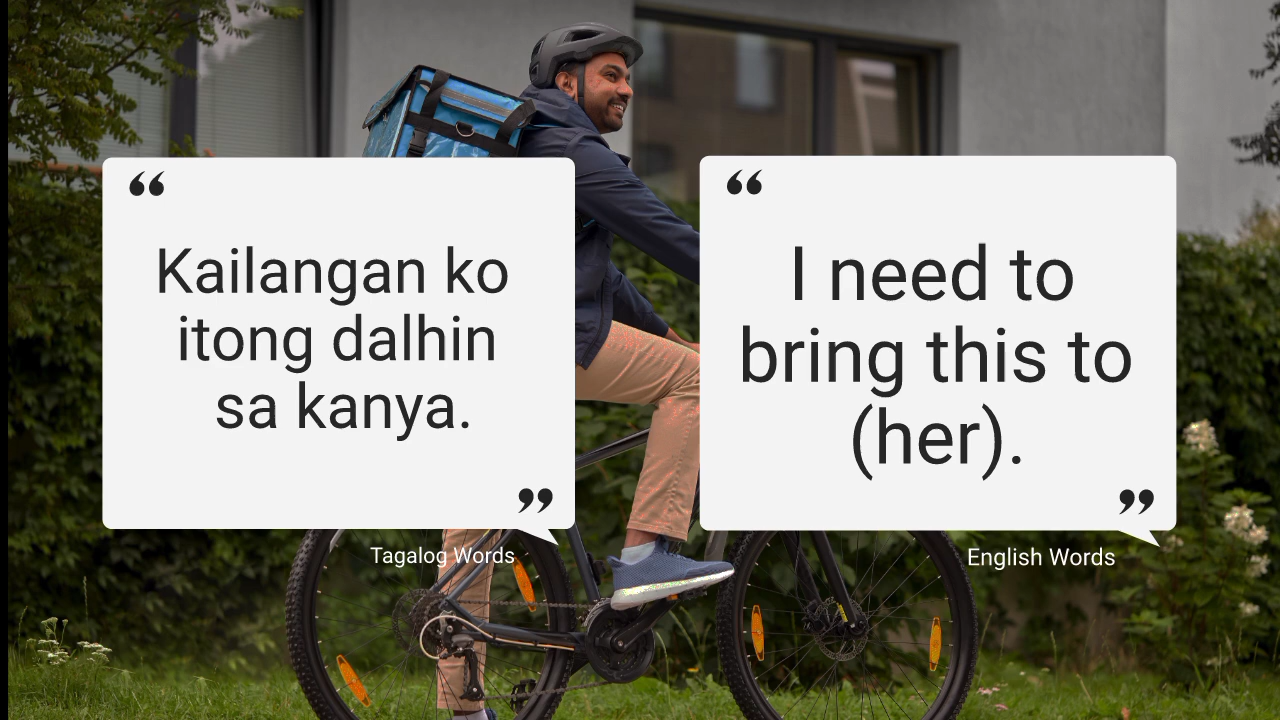 “
Kailangan ko
itong dalhin
sa kanya.
”
Tagalog Words
“
I need to
bring this to
(her).
”
English Words